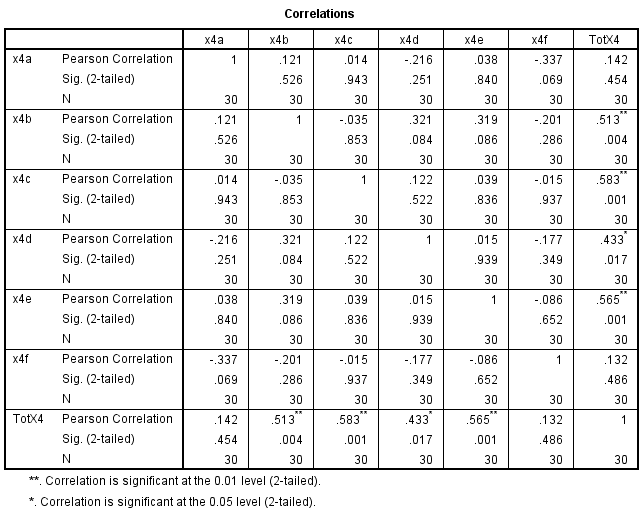 Correlations
x4a x4b x4c x4d x4e x4f TotX4
x4a Pearson Correlation 1 .121 .014 -.216 .038 -.337 .142
Sig. (2-tailed) .526 .943 .251 .840 .069 .454
N 30 30 30 30 30 30 30
x4b Pearson Correlation .121 1 -.035 .321 .319 -.201 .513**
Sig. (2-tailed) .526 .853 .084 .086 .286 .004
N 30 30 30 30 30 30 30
x4c Pearson Correlation .014 -.035 1 .122 .039 -.015 .583**
Sig. (2-tailed) .943 .853 .522 .836 .937 .001
N 30 30 30 30 30 30 30
x4d Pearson Correlation -.216 .321 .122 1 .015 -.177 .433*
Sig. (2-tailed) .251 .084 .522 .939 .349 .017
N 30 30 30 30 30 30 30
x4e Pearson Correlation .038 .319 .039 .015 1 -.086 .565**
Sig. (2-tailed) .840 .086 .836 .939 .652 .001
N 30 30 30 30 30 30 30
x4f Pearson Correlation -.337 -.201 -.015 -.177 -.086 1 .132
Sig. (2-tailed) .069 .286 .937 .349 .652 .486
N 30 30 30 30 30 30 30
TotX4 Pearson Correlation .142 .513** .583** .433* .565** .132 1
Sig. (2-tailed) .454 .004 .001 .017 .001 .486
N 30 30 30 30 30 30 30
**. Correlation is significant at the 0.01 level (2-tailed).
*. Correlation is significant at the 0.05 level (2-tailed).